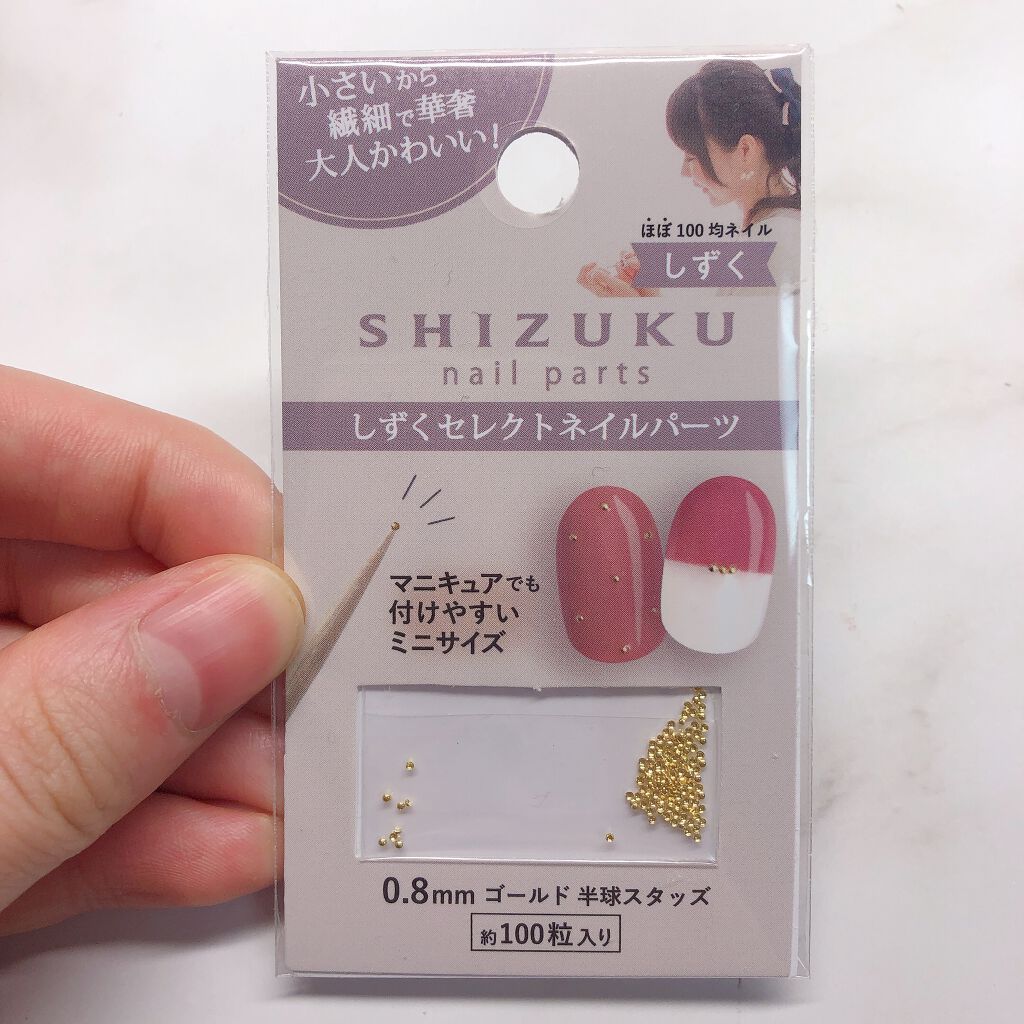 小さいから
繊細で華奢
大人かわいい!
ほぼ100均ネイル
しずく
SHIZUKU
nail parts
しずくセレクトネイルパーツ
マニキュアでも
付けやすい
ミニサイズ
0.8mm ゴールド 半球スタッズ
約100粒入り